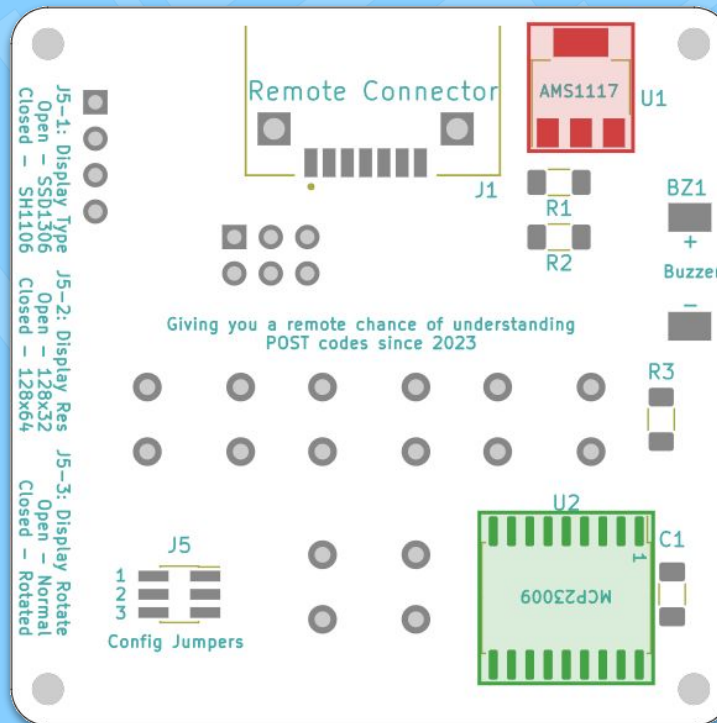 Remote Connector
AMS1117
U1
J1
R1
R2
BZ1
+
Buzzer
−
J5-1: Display Type
Open - SSD1306
Closed - SH1106
J5-2: Display Res
Open - 128x32
Closed - 128x64
J5-3: Display Rotate
Open - Normal
Closed - Rotated
Giving you a remote chance of understanding
POST codes since 2023
R3
U2
1
MCP23009
C1
J5
1
2
3
Config Jumpers